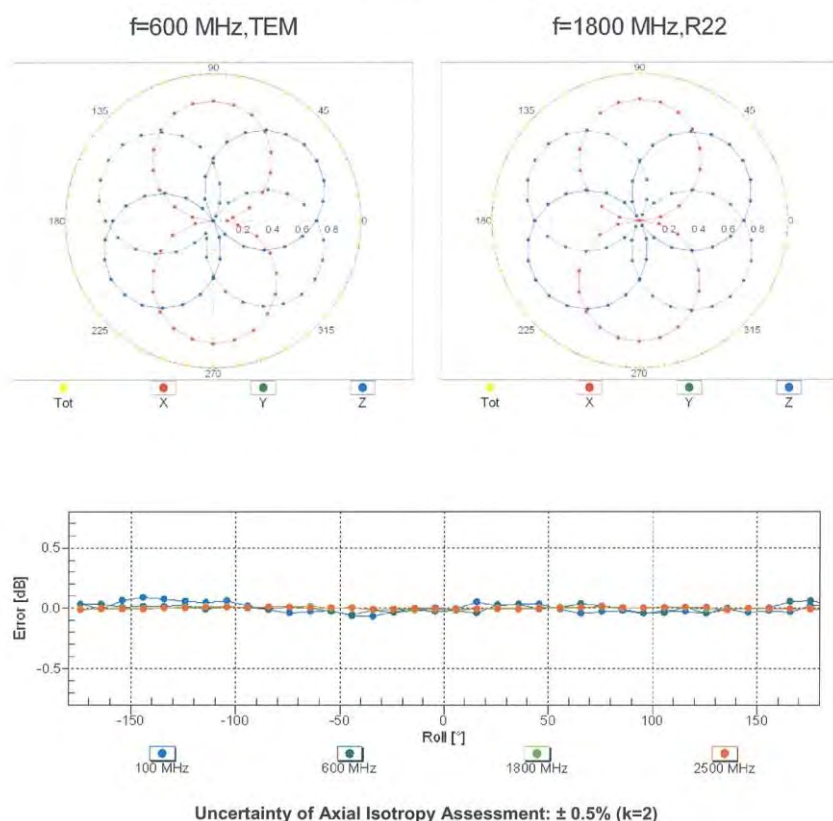 f=600 MHz,TEM
f=1800 MHz,R22
90
135
45
180
0.2 0.4 0.6 0.8
0
225
315
270
Tot X Y Z
90
135
45
180
0.2 0.4 0.6 0.8
0
225
315
270
Tot X Y Z
Error [dB]
0.5
0.0
-0.5
-150 -100 -50 0 50 100 150
Roll [°]
100 MHz 600 MHz 1800 MHz 2500 MHz
Uncertainty of Axial Isotropy Assessment: ± 0.5% (k=2)